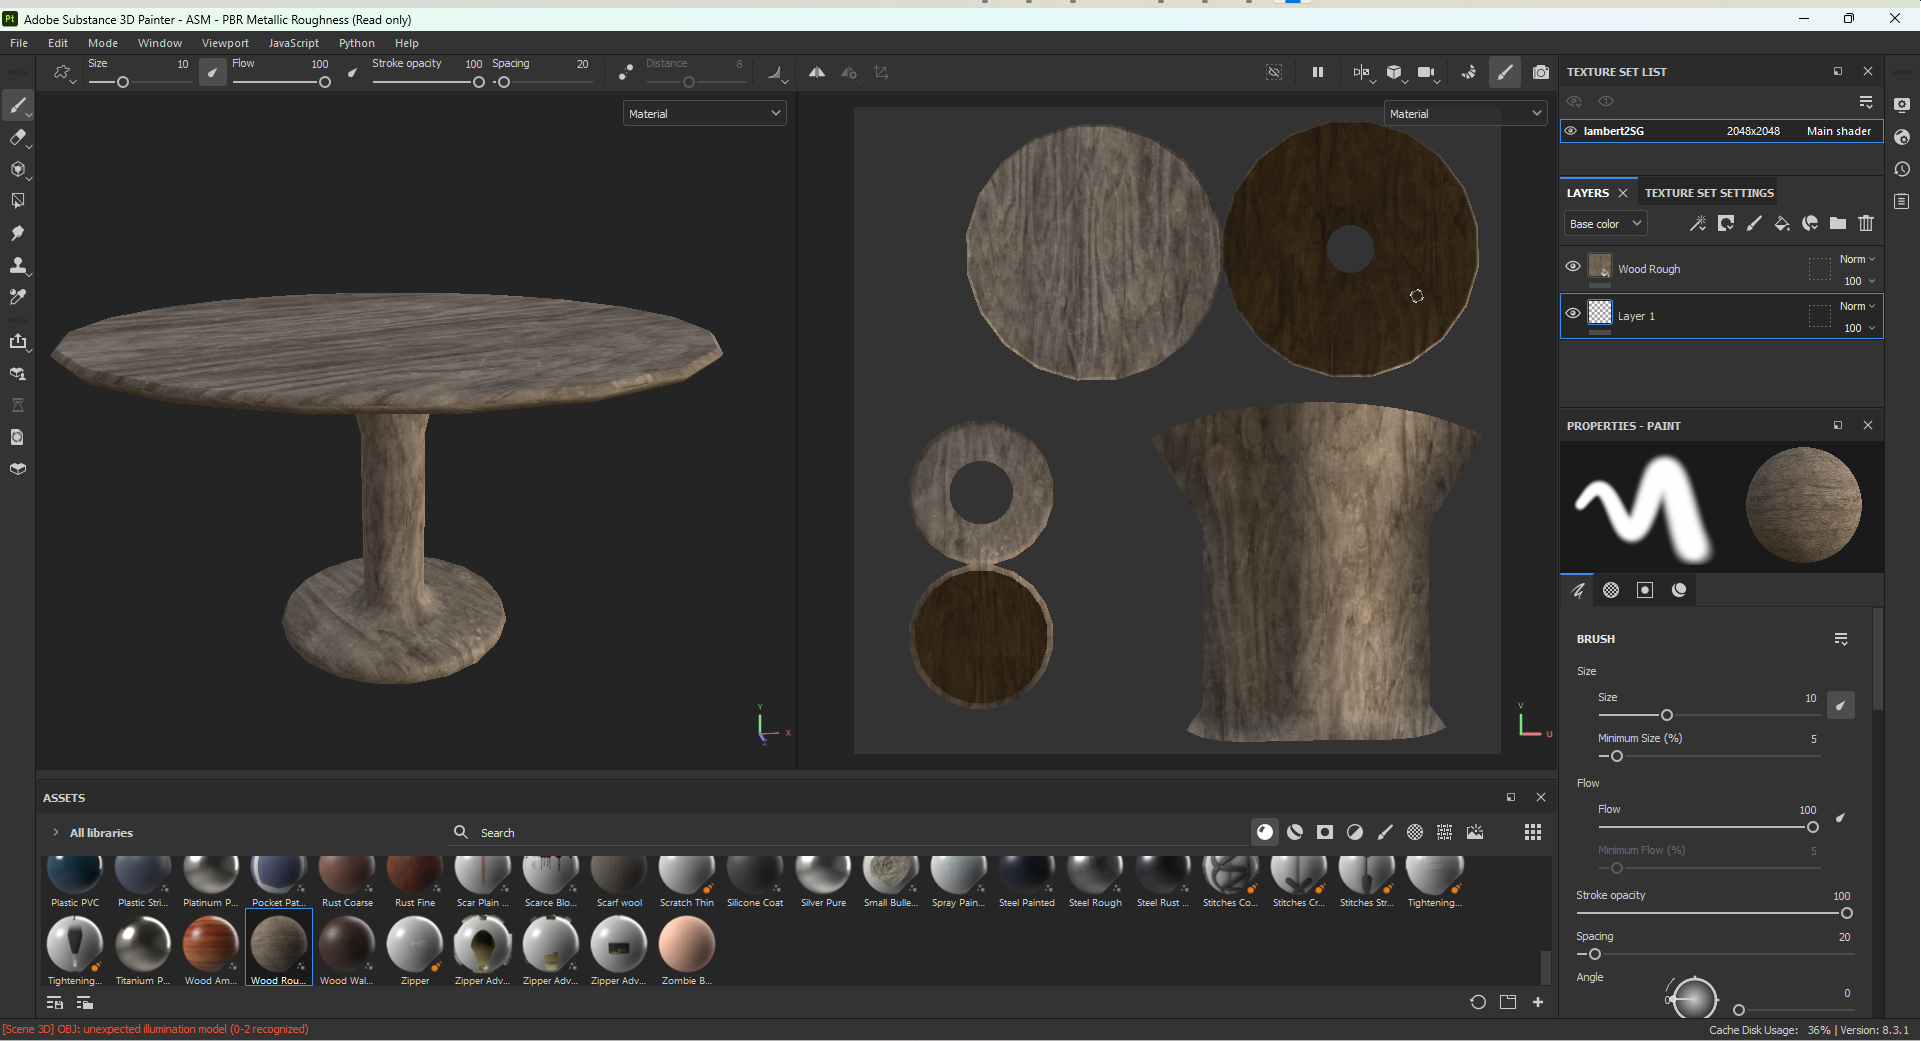 Pt Adobe Substance 3D Painter - ASM - PBR Metallic Roughness (Read only)
File Edit Mode Window Viewport JavaScript Python Help
Size 10 Flow 100 Stroke opacity 100 Spacing 20 Distance 8
Material
Material
Y
X
Z
V
U
TEXTURE SET LIST
lambert2SG 2048x2048 Main shader
LAYERS TEXTURE SET SETTINGS
Base color
Wood Rough Norm
100
Layer 1 Norm
100
PROPERTIES - PAINT
BRUSH
Size
Size 10
Minimum Size (%) 5
Flow
Flow 100
Minimum Flow (%) 5
Stroke opacity 100
Spacing 20
Angle
0 0
ASSETS
All libraries Search
Plastic PVC Plastic Stri... Platinum P... Pocket Pat... Rust Coarse Rust Fine Scar Plain ... Scarce Blo... Scarf wool Scratch Thin Silicone Coat Silver Pure Small Bulle... Spray Pain... Steel Painted Steel Rough Steel Rust ... Stitches Co... Stitches Cr... Stitches Str... Tightening...
Tightening... Titanium P... Wood Am... Wood Rou... Wood Wal... Zipper Zipper Adv... Zipper Adv... Zipper Adv... Zombie B...
[Scene 3D] OBJ: unexpected illumination model (0-2 recognized)
Cache Disk Usage: 36% | Version: 8.3.1